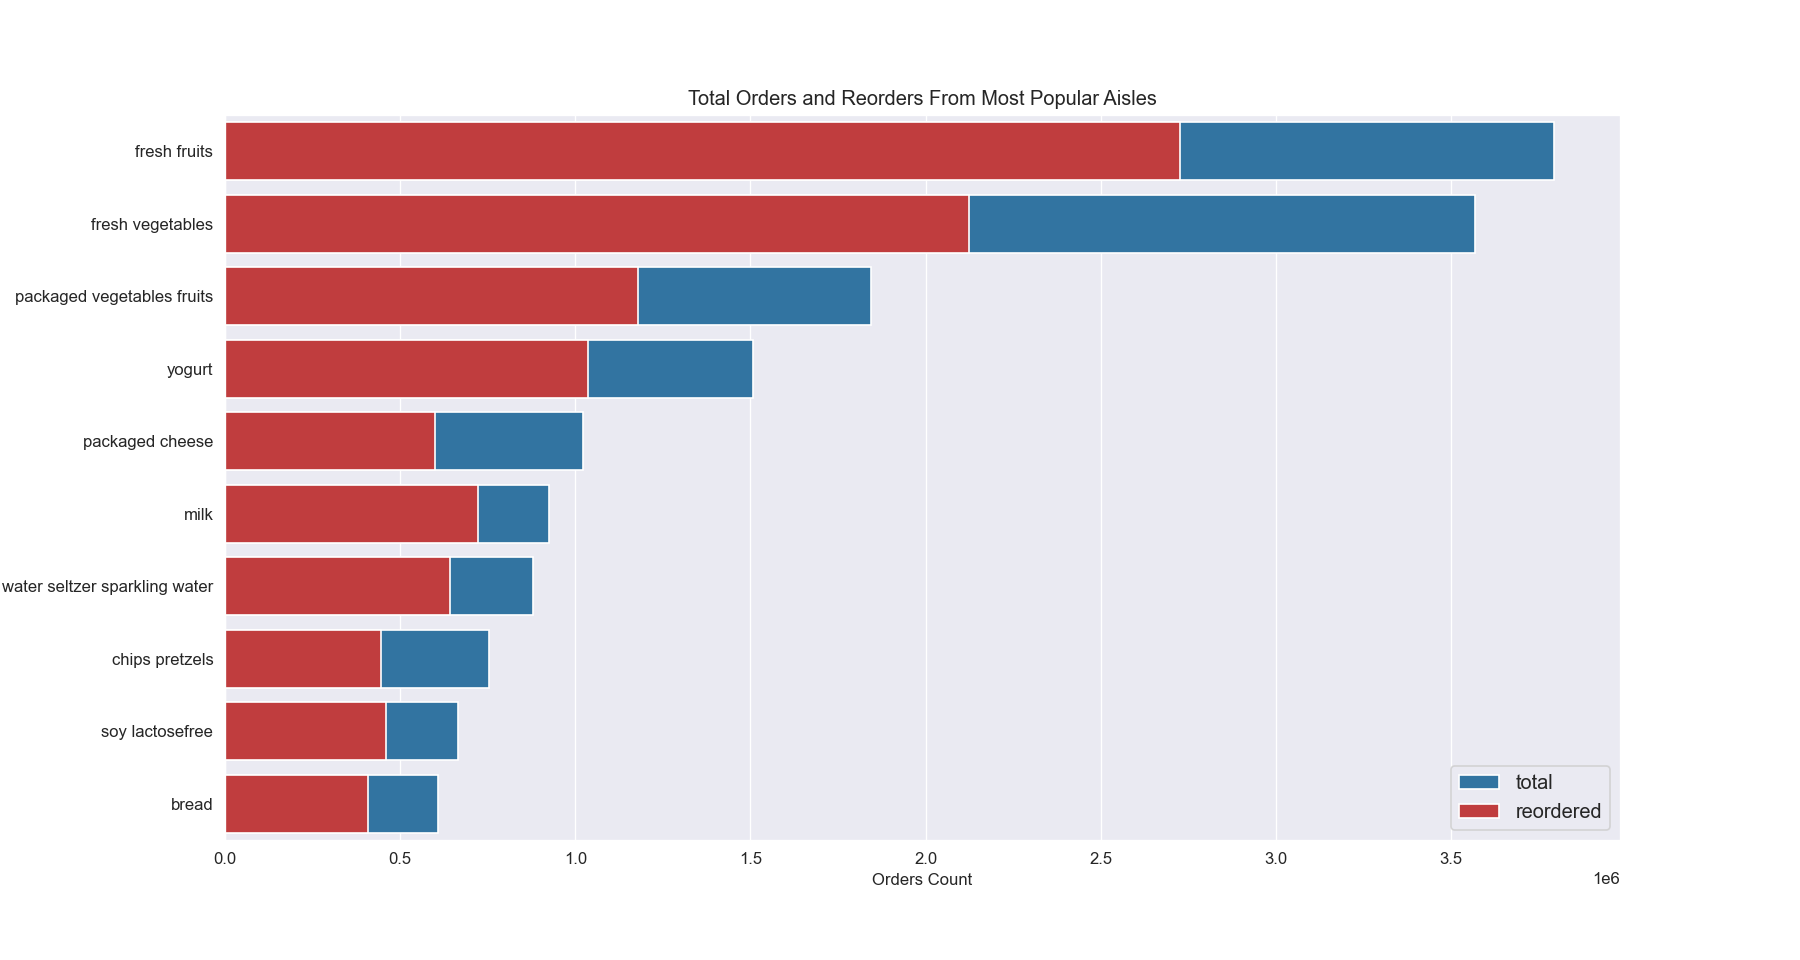 Total Orders and Reorders From Most Popular Aisles
fresh fruits
fresh vegetables
packaged vegetables fruits
yogurt
packaged cheese
milk
water seltzer sparkling water
chips pretzels
soy lactosefree
bread
total
reordered
0.0 0.5 1.0 1.5 2.0 2.5 3.0 3.5
Orders Count
1e6